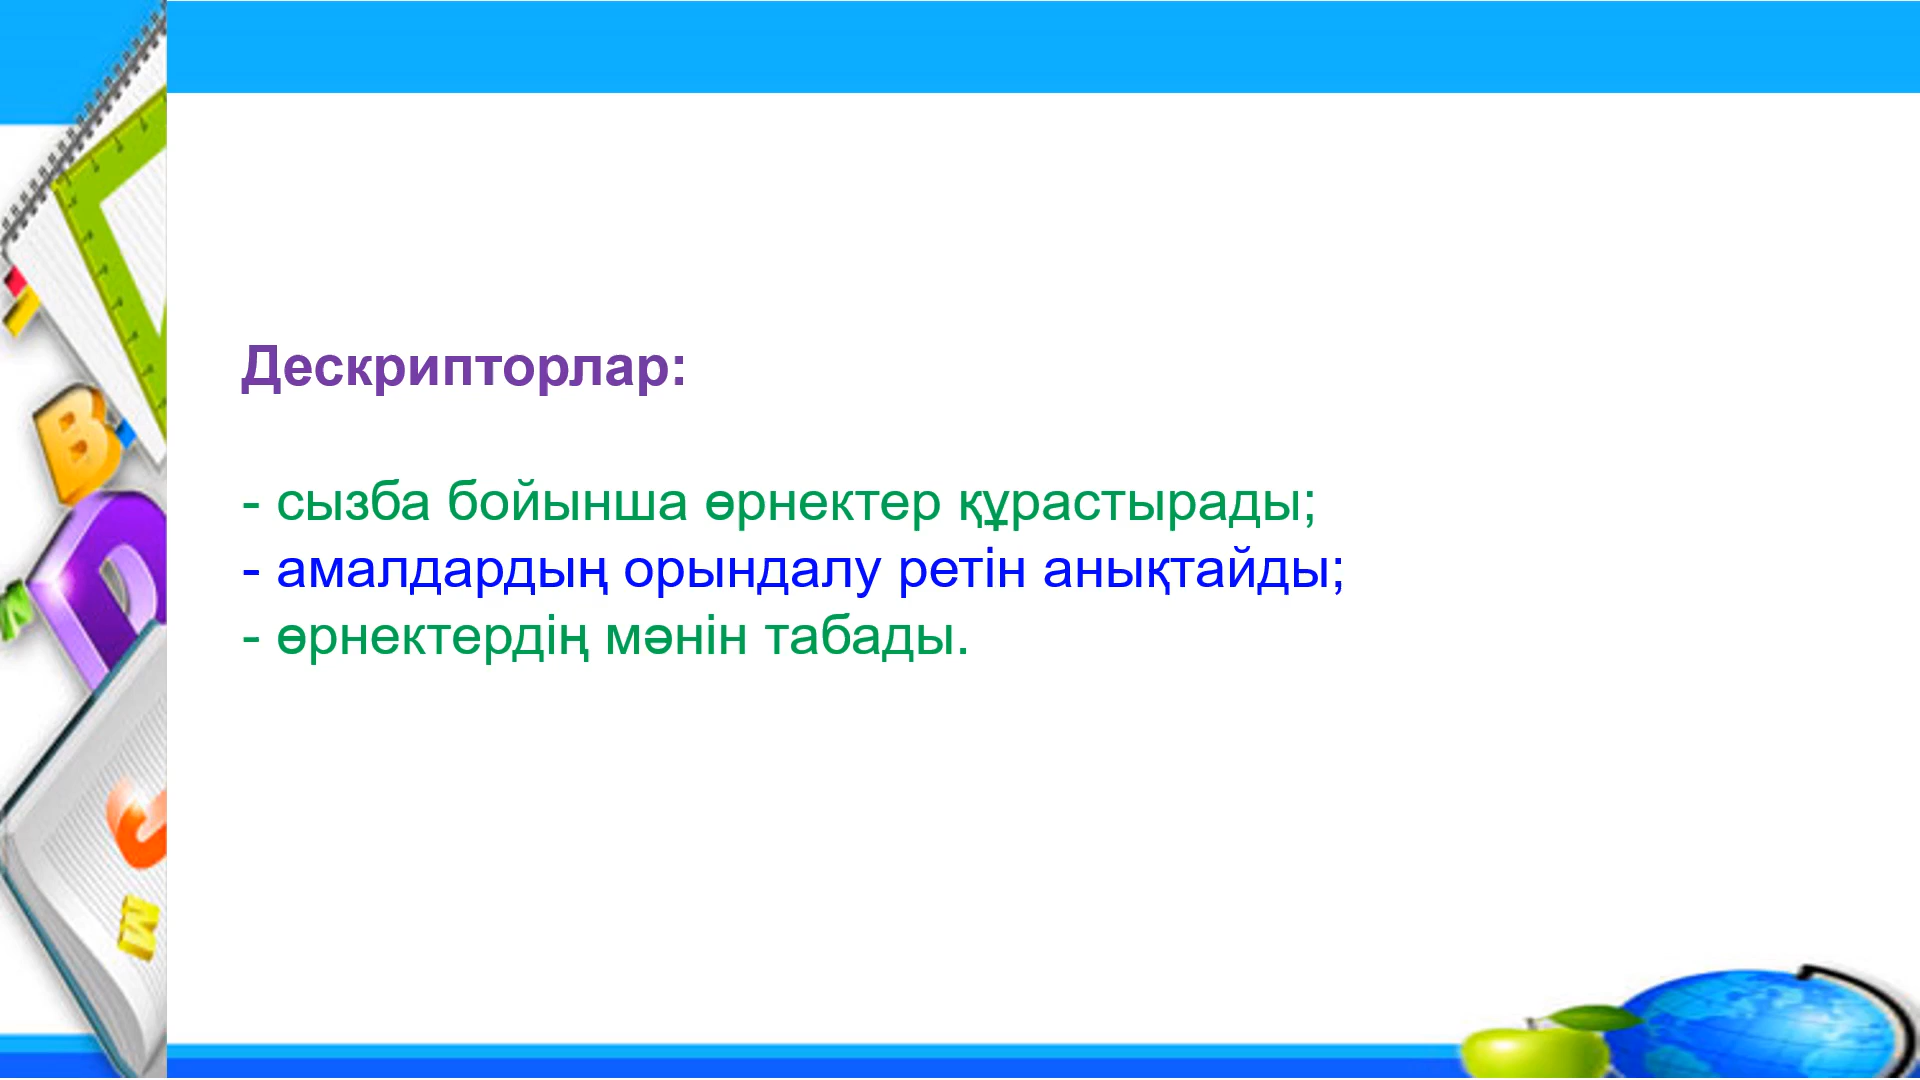 Дескрипторлар:
- сызба бойынша өрнектер құрастырады;
- амалдардың орындалу ретін анықтайды;
- өрнектердің мәнін табады.